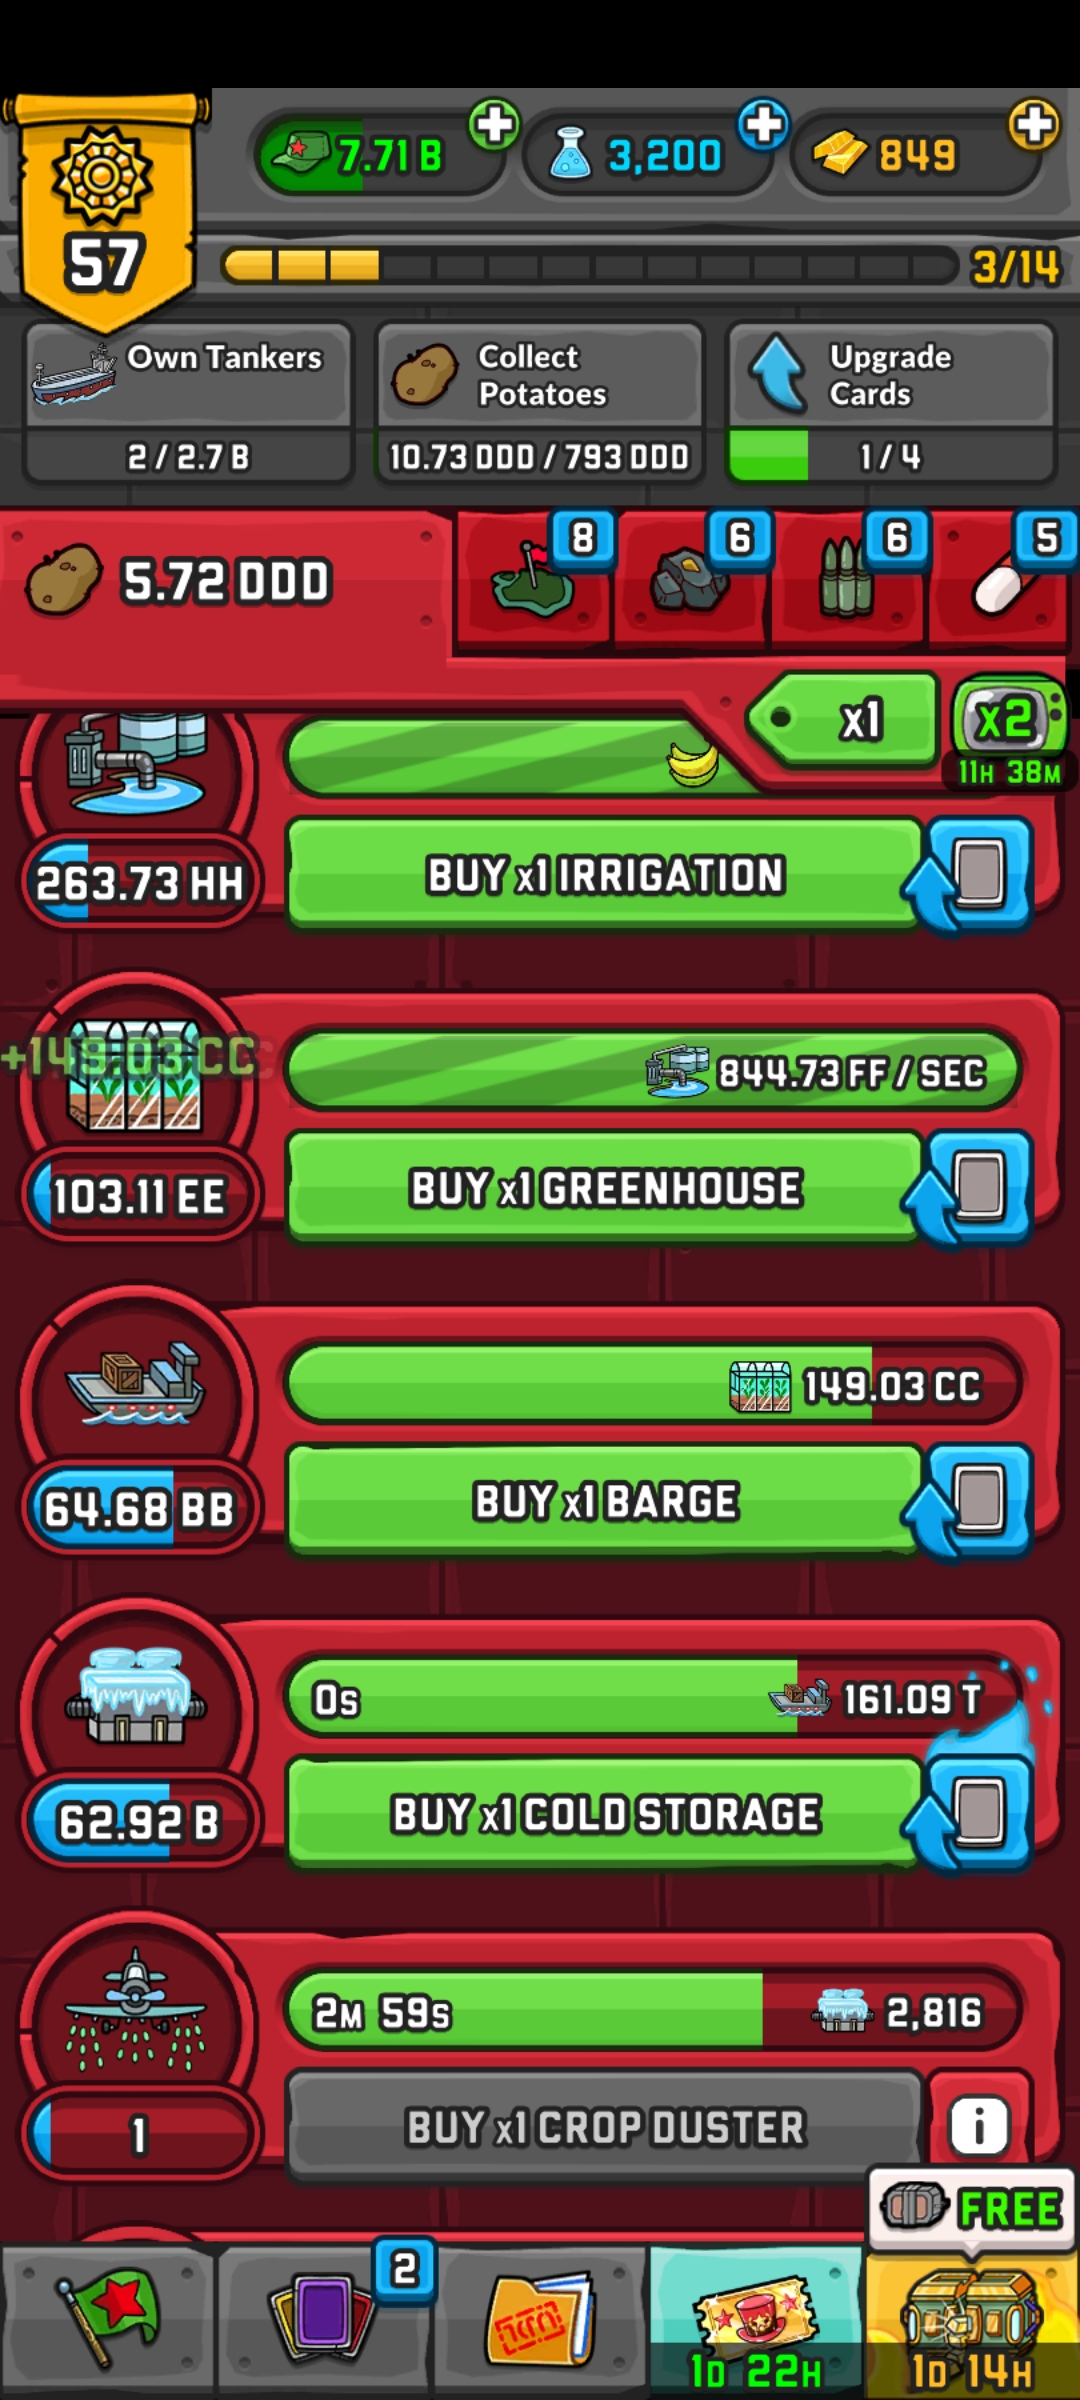 57
7.71 B
3,200
849
3/14
Own Tankers
2 / 2.7 B
Collect
Potatoes
10.73 DDD / 793 DDD
Upgrade
Cards
1 / 4
5.72 DDD
8
6
6
5
x1
x2
11H 38M
263.73 HH
BUY x1 IRRIGATION
+149.03 CC
844.73 FF / SEC
103.11 EE
BUY x1 GREENHOUSE
149.03 CC
64.68 BB
BUY x1 BARGE
0S
161.09 T
62.92 B
BUY x1 COLD STORAGE
2M 59S
2,816
1
BUY x1 CROP DUSTER
i
FREE
2
1D 22H
1D 14H